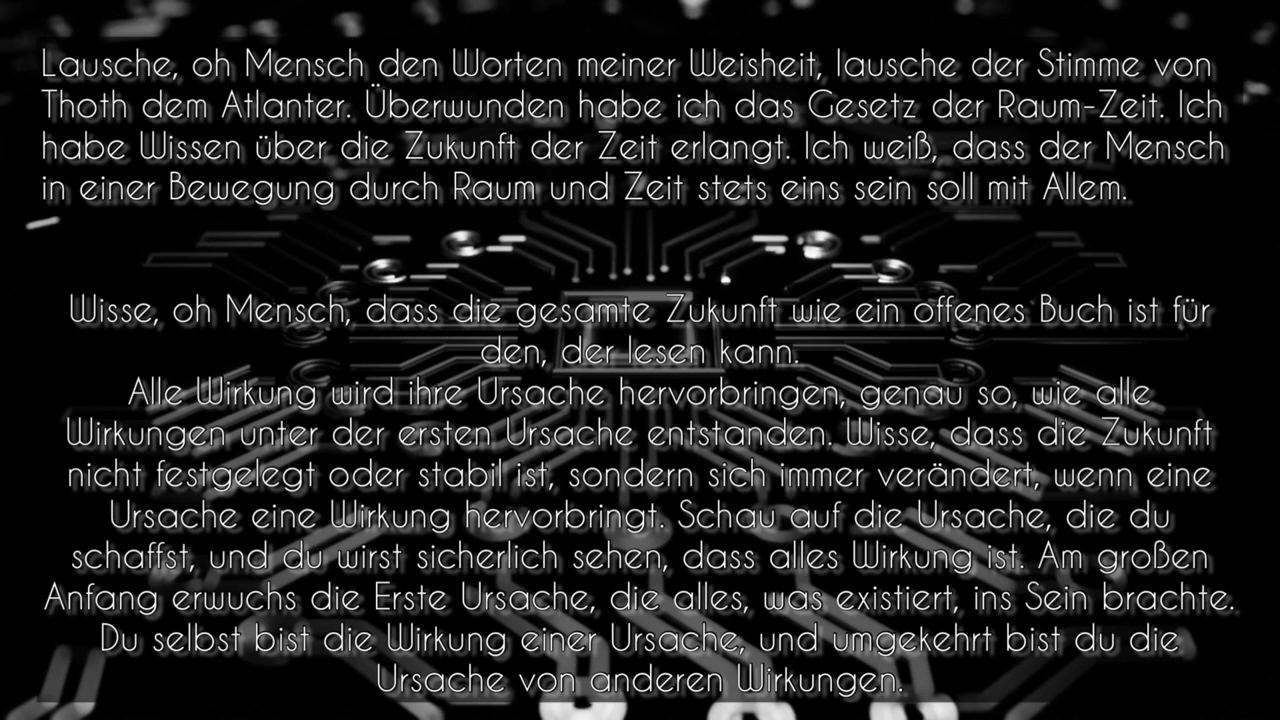 Lausche, oh Mensch den Worten meiner Weisheit, lausche der Stimme von
Thoth dem Atlanter. Überwunden habe ich das Gesetz der Raum-Zeit. Ich
habe Wissen über die Zukunft der Zeit erlangt. Ich weiß, dass der Mensch
in einer Bewegung durch Raum und Zeit stets eins sein soll mit Allem.
Wisse, oh Mensch, dass die gesamte Zukunft wie ein offenes Buch ist für
den, der lesen kann.
Alle Wirkung wird ihre Ursache hervorbringen, genau so, wie alle
Wirkungen unter der ersten Ursache entstanden. Wisse, dass die Zukunft
nicht festgelegt oder stabil ist, sondern sich immer verändert, wenn eine
Ursache eine Wirkung hervorbringt. Schau auf die Ursache, die du
schaffst, und du wirst sicherlich sehen, dass alles Wirkung ist. Am großen
Anfang erwuchs die Erste Ursache, die alles, was existiert, ins Sein brachte.
Du selbst bist die Wirkung einer Ursache, und umgekehrt bist du die
Ursache von anderen Wirkungen.